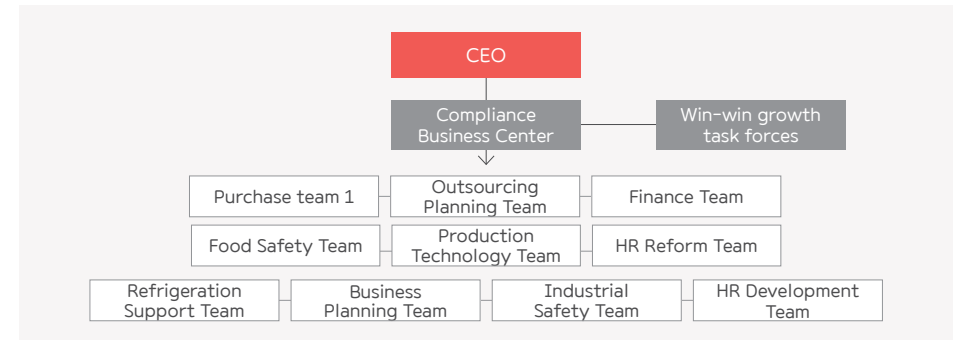 CEO
Compliance
Business Center
Win-win growth
task forces
Purchase team 1
Outsourcing
Planning Team
Finance Team
Food Safety Team
Production
Technology Team
HR Reform Team
Refrigeration
Support Team
Business
Planning Team
Industrial
Safety Team
HR Development
Team